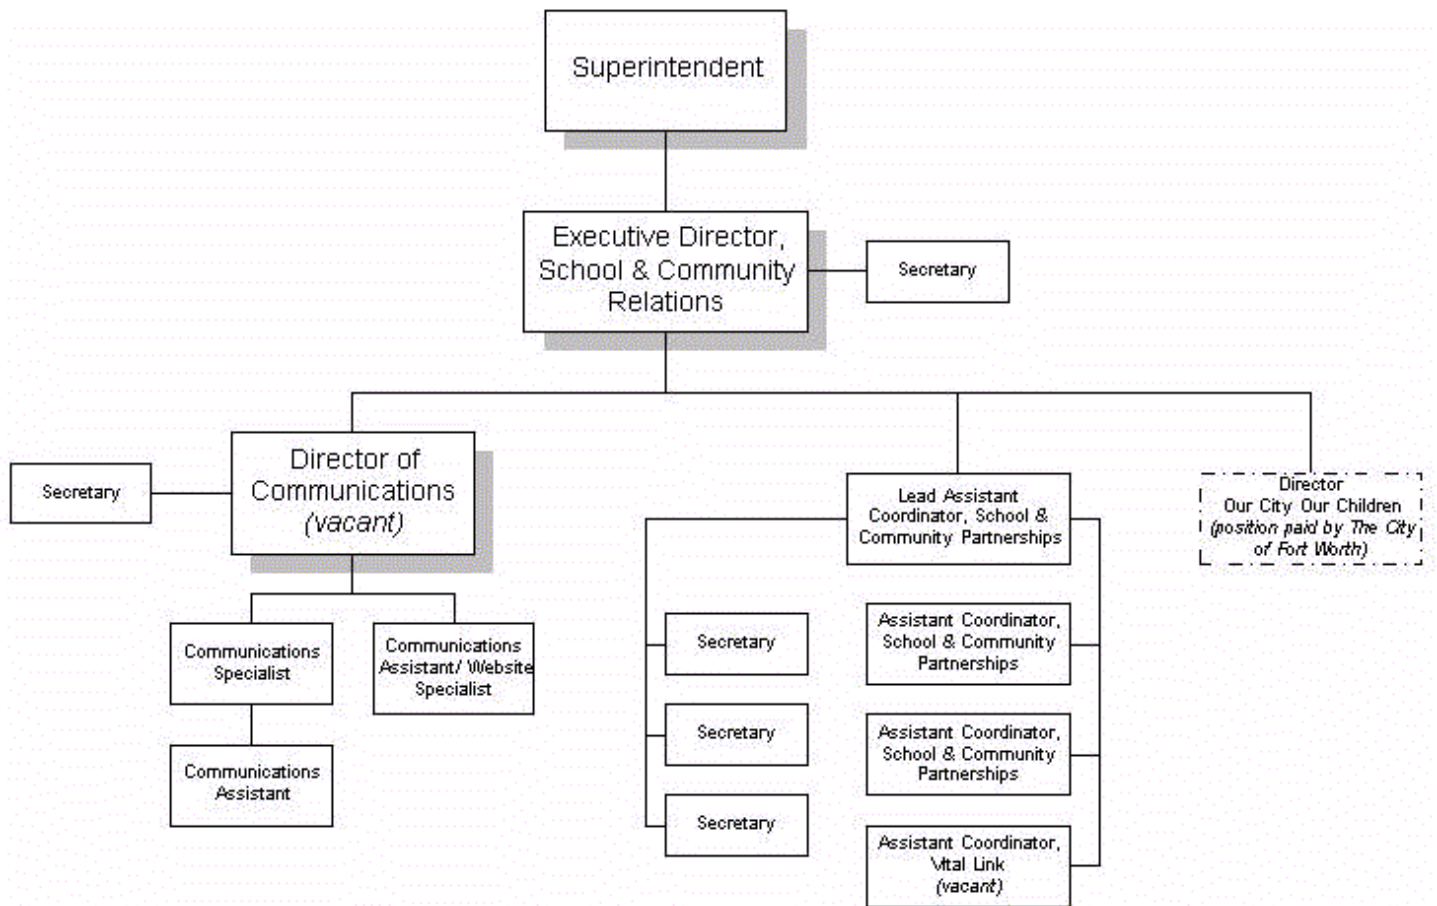 Superintendent
Executive Director,
School & Community
Relations
Secretary
Director of
Communications
(vacant)
Secretary
Lead Assistant
Coordinator, School &
Community Partnerships
Director
Our City Our Children
(position paid by The City
of Fort Worth)
Communications
Specialist
Communications
Assistant/ Website
Specialist
Communications
Assistant
Secretary
Secretary
Secretary
Assistant Coordinator,
School & Community
Partnerships
Assistant Coordinator,
School & Community
Partnerships
Assistant Coordinator,
Vital Link
(vacant)